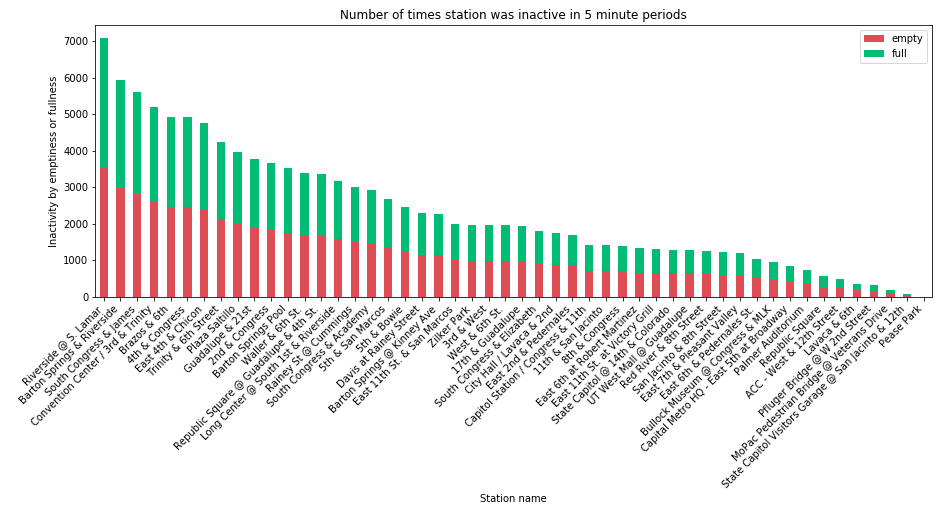 Number of times station was inactive in 5 minute periods
empty
full
Inactivity by emptiness or fullness
7000
6000
5000
4000
3000
2000
1000
0
Riverside @ S. Lamar
Barton Springs & Riverside
South Congress & James
Convention Center / 3rd & Trinity
Brazos & 6th
4th & Congress
East 4th & Chicon
Trinity & 6th Street
Plaza Saltillo
Guadalupe & 21st
2nd & Congress
Barton Springs Pool
Waller & 6th St.
Republic Square @ Guadalupe & 4th St.
Long Center @ South 1st & Riverside
Rainey St @ Cummings
South Congress & Academy
5th & San Marcos
5th & Bowie
Davis at Rainey Street
Barton Springs @ Kinney Ave
East 11th St. & San Marcos
Zilker Park
3rd & West
West & 6th St.
17th & Guadalupe
South Congress & Elizabeth
City Hall / Lavaca & 2nd
East 2nd & Pedernales
Capitol Station / Congress & 11th
11th & San Jacinto
8th & Congress
East 6th at Robert Martinez
East 11th St. at Victory Grill
State Capitol @ 14th & Colorado
UT West Mall @ Guadalupe
Red River & 8th Street
San Jacinto & 8th Street
East 7th & Pleasant Valley
East 6th & Pedernales St.
Bullock Museum @ Congress & MLK
Capital Metro HQ - East 5th at Broadway
Palmer Auditorium
Republic Square
ACC - West & 12th Street
Lavaca & 6th
Pfluger Bridge @ W 2nd Street
MoPac Pedestrian Bridge @ Veterans Drive
State Capitol Visitors Garage @ San Jacinto & 12th
Pease Park
Station name